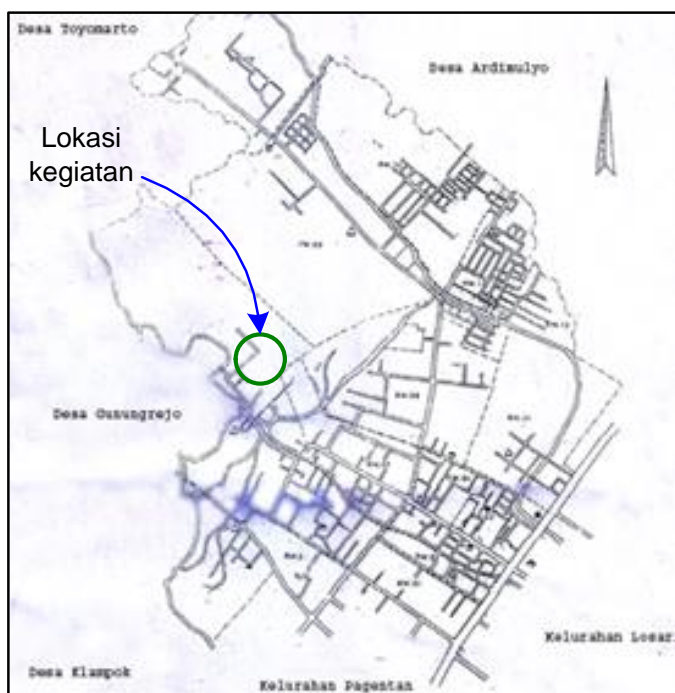 Desa Toyomarto
Desa Ardimulyo
Lokasi
kegiatan
Desa Gunungrejo
Kelurahan Losari
Desa Klampok
Kelurahan Pagentan